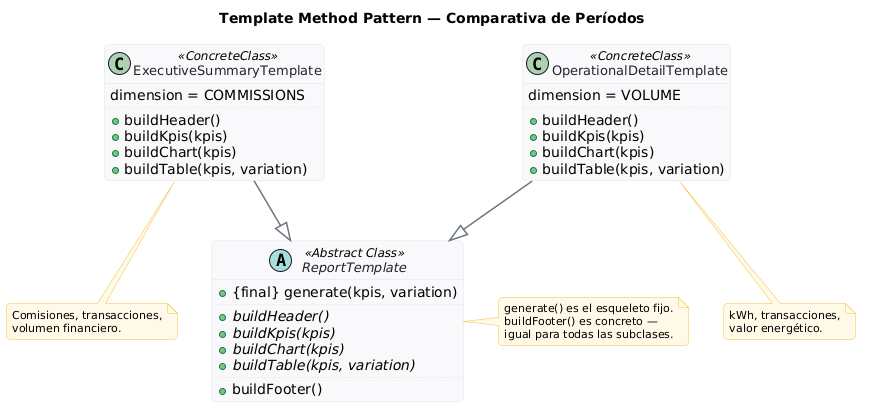 Template Method Pattern — Comparativa de Períodos
C
«ConcreteClass»
ExecutiveSummaryTemplate
dimension = COMMISSIONS
buildHeader()
buildKpis(kpis)
buildChart(kpis)
buildTable(kpis, variation)
C
«ConcreteClass»
OperationalDetailTemplate
dimension = VOLUME
buildHeader()
buildKpis(kpis)
buildChart(kpis)
buildTable(kpis, variation)
Comisiones, transacciones,
volumen financiero.
A
«Abstract Class»
ReportTemplate
{final} generate(kpis, variation)
buildHeader()
buildKpis(kpis)
buildChart(kpis)
buildTable(kpis, variation)
buildFooter()
generate() es el esqueleto fijo.
buildFooter() es concreto —
igual para todas las subclases.
kWh, transacciones,
valor energético.